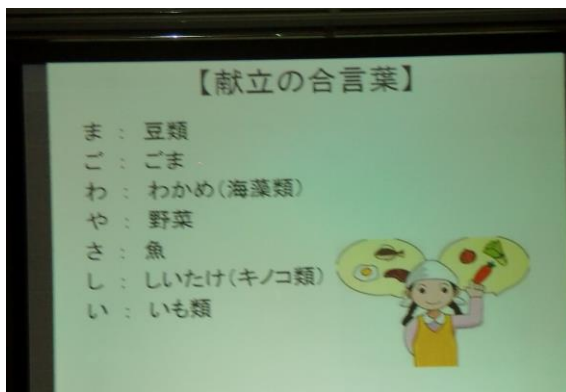 【献立の合言葉】
ま : 豆類
ご : ごま
わ : わかめ(海藻類)
や : 野菜
さ : 魚
し : しいたけ(キノコ類)
い : いも類